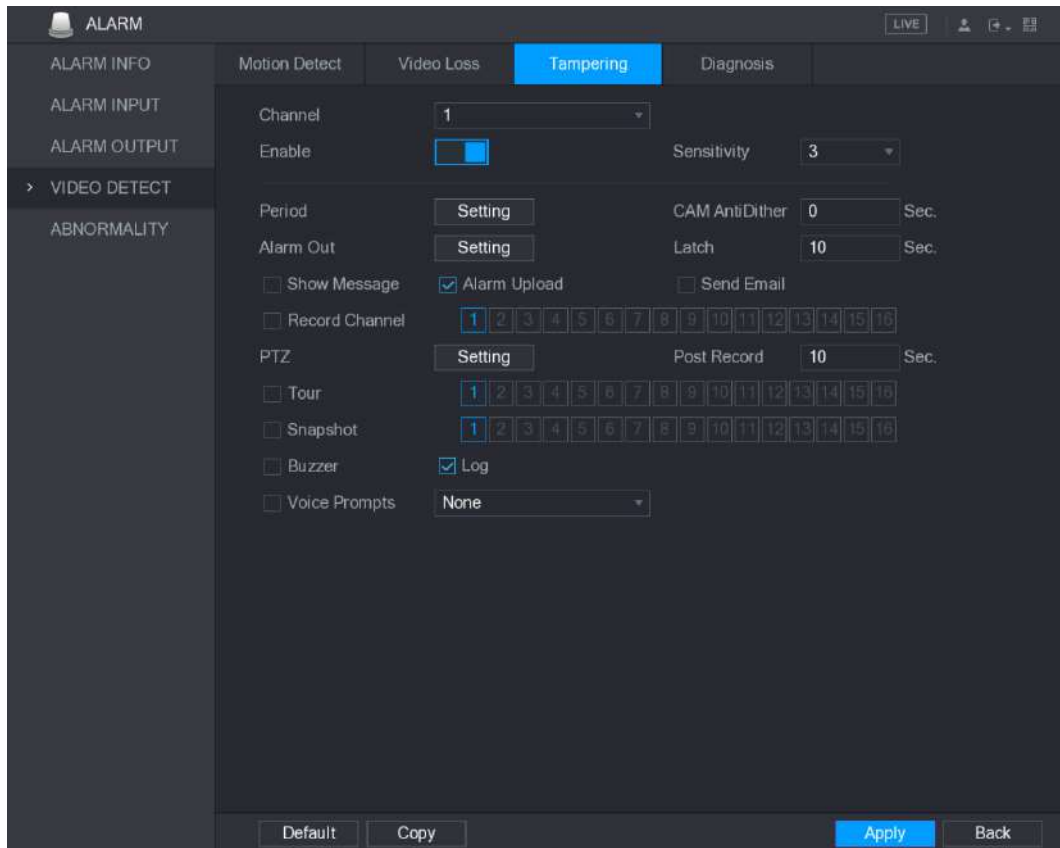 ALARM LIVE
ALARM INFO
ALARM INPUT
ALARM OUTPUT
> VIDEO DETECT
ABNORMALITY
Motion Detect Video Loss Tampering Diagnosis
Channel 1
Enable Sensitivity 3
Period Setting CAM AntiDither 0 Sec.
Alarm Out Setting Latch 10 Sec.
Show Message Alarm Upload Send Email
Record Channel 1 2 3 4 5 6 7 8 9 10 11 12 13 14 15 16
PTZ Setting Post Record 10 Sec.
Tour 1 2 3 4 5 6 7 8 9 10 11 12 13 14 15 16
Snapshot 1 2 3 4 5 6 7 8 9 10 11 12 13 14 15 16
Buzzer Log
Voice Prompts None
Default Copy Apply Back